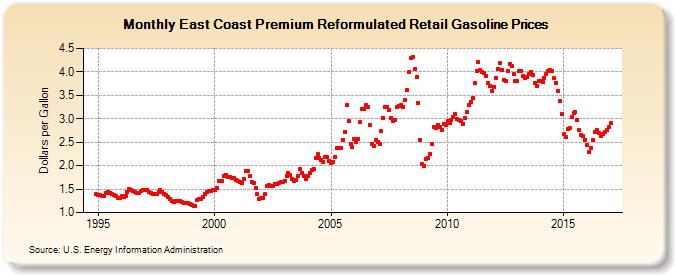 Monthly East Coast Premium Reformulated Retail Gasoline Prices
Dollars per Gallon
4.5
4.0
3.5
3.0
2.5
2.0
1.5
1.0
1995 2000 2005 2010 2015
Source: U.S. Energy Information Administration